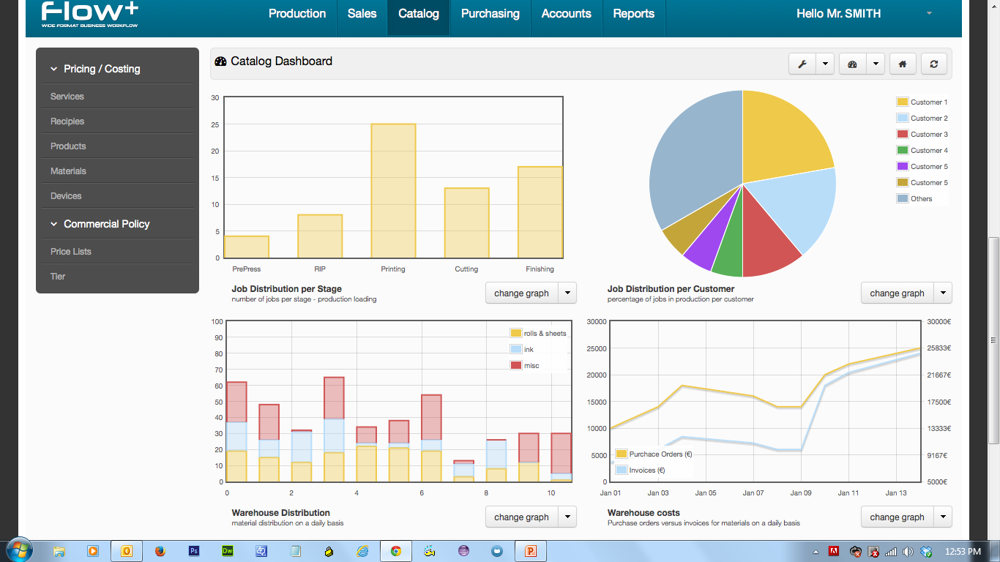 Flow+
WIDE FORMAT BUSINESS WORKFLOW
Production Sales Catalog Purchasing Accounts Reports
Hello Mr. SMITH
Pricing / Costing
Services
Recipies
Products
Materials
Devices
Commercial Policy
Price Lists
Tier
Catalog Dashboard
30
25
20
15
10
5
0
PrePress RIP Printing Cutting Finishing
Job Distribution per Stage
number of jobs per stage - production loading
change graph
Customer 1
Customer 2
Customer 3
Customer 4
Customer 5
Customer 5
Others
Job Distribution per Customer
percentage of jobs in production per customer
change graph
100
90
80
70
60
50
40
30
20
10
0
0 2 4 6 8 10
rolls & sheets
ink
misc
Warehouse Distribution
material distribution on a daily basis
change graph
30000
25000
20000
15000
10000
5000
0
30000€
25833€
21667€
17500€
13333€
9167€
5000€
Purchace Orders (€)
Invoices (€)
Jan 01 Jan 03 Jan 05 Jan 07 Jan 09 Jan 11 Jan 13
Warehouse costs
Purchase orders versus invoices for materials on a daily basis
change graph
Ps
Dw
12:53 PM